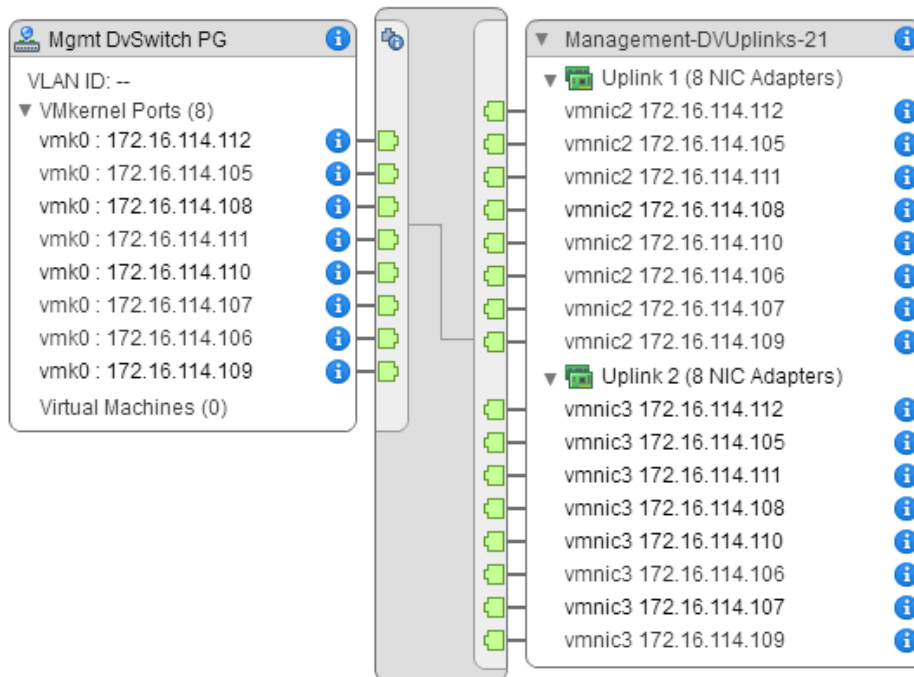 Mgmt DvSwitch PG
VLAN ID: --
VMkernel Ports (8)
vmk0 : 172.16.114.112
vmk0 : 172.16.114.105
vmk0 : 172.16.114.108
vmk0 : 172.16.114.111
vmk0 : 172.16.114.110
vmk0 : 172.16.114.107
vmk0 : 172.16.114.106
vmk0 : 172.16.114.109
Virtual Machines (0)
Management-DVUplinks-21
Uplink 1 (8 NIC Adapters)
vmnic2 172.16.114.112
vmnic2 172.16.114.105
vmnic2 172.16.114.111
vmnic2 172.16.114.108
vmnic2 172.16.114.110
vmnic2 172.16.114.106
vmnic2 172.16.114.107
vmnic2 172.16.114.109
Uplink 2 (8 NIC Adapters)
vmnic3 172.16.114.112
vmnic3 172.16.114.105
vmnic3 172.16.114.111
vmnic3 172.16.114.108
vmnic3 172.16.114.110
vmnic3 172.16.114.106
vmnic3 172.16.114.107
vmnic3 172.16.114.109